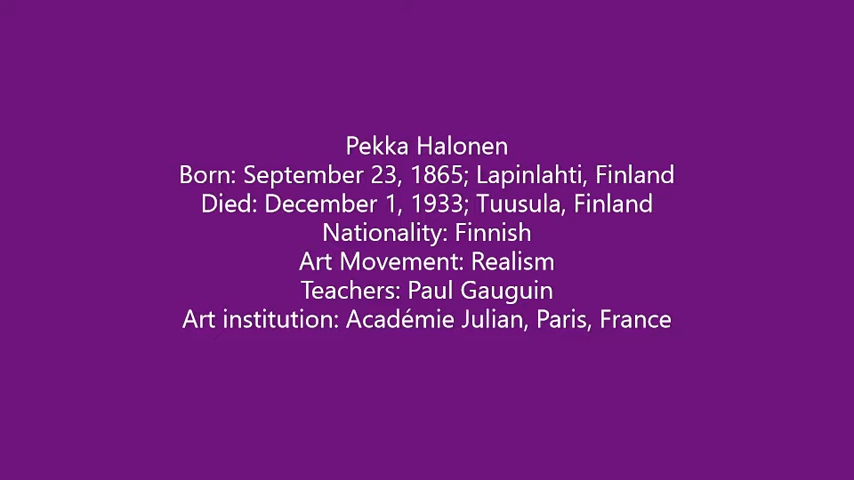 Pekka Halonen
Born: September 23, 1865; Lapinlahti, Finland
Died: December 1, 1933; Tuusula, Finland
Nationality: Finnish
Art Movement: Realism
Teachers: Paul Gauguin
Art institution: Académie Julian, Paris, France